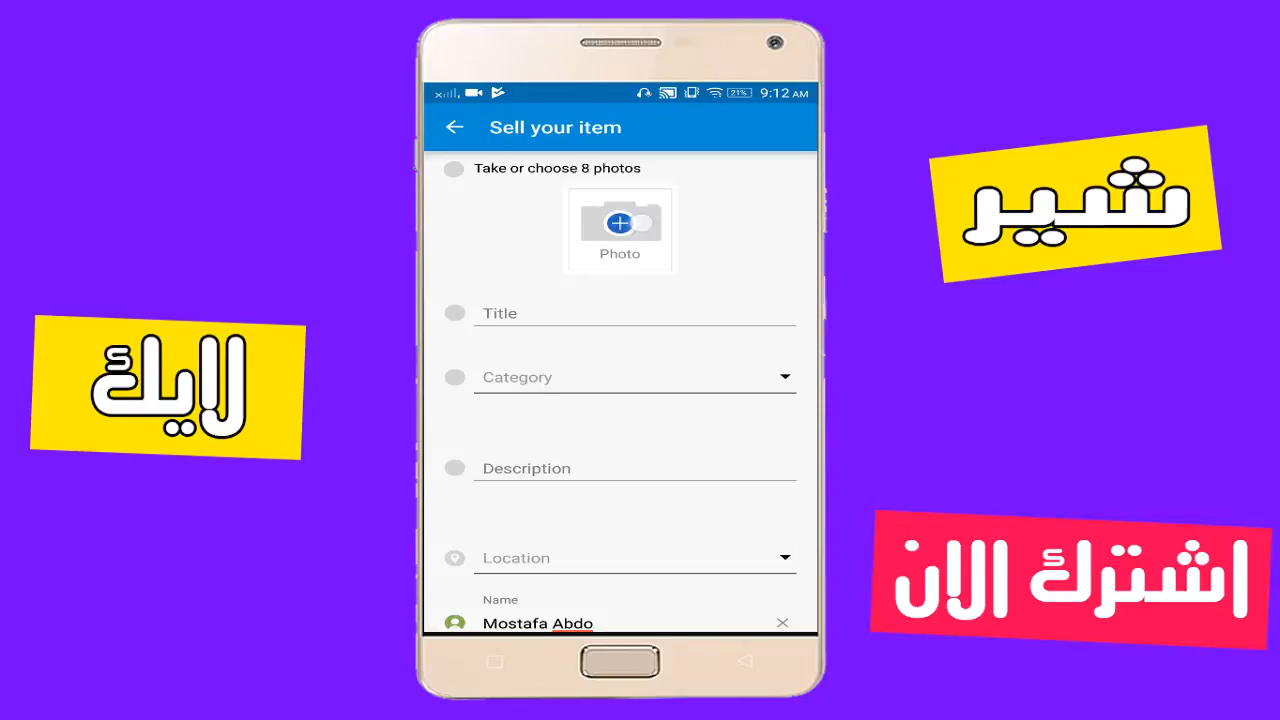 21%
9:12 AM
Sell your item
Take or choose 8 photos
Photo
Title
Category
Description
Location
Name
Mostafa Abdo
شير
لايك
اشترك الان